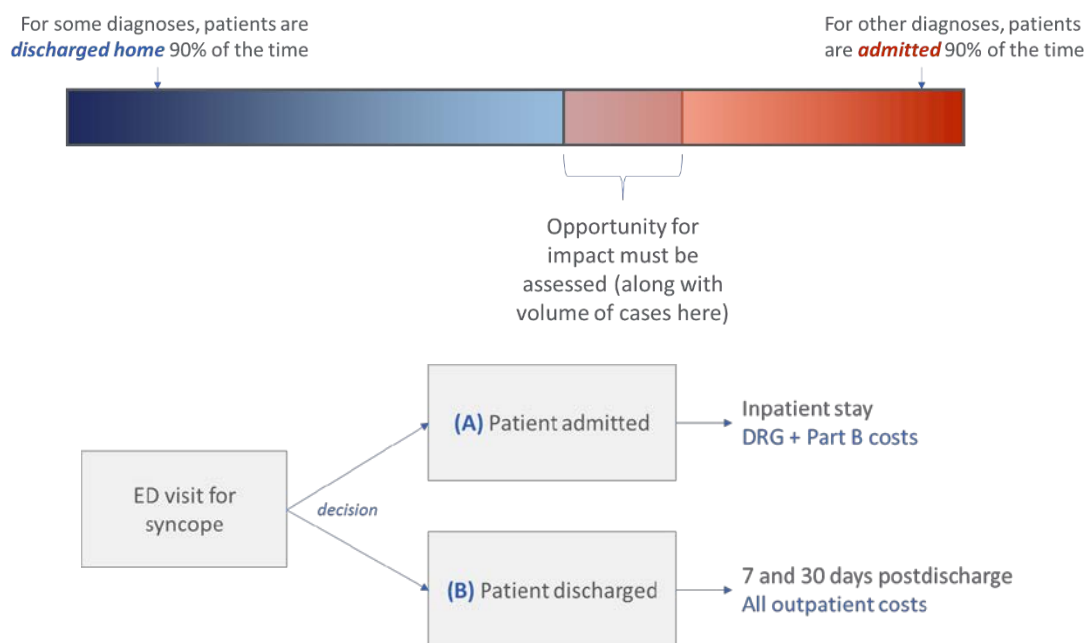 For some diagnoses, patients are
discharged home 90% of the time
For other diagnoses, patients
are admitted 90% of the time
Opportunity for
impact must be
assessed (along with
volume of cases here)
ED visit for
syncope
decision
(A) Patient admitted
Inpatient stay
DRG + Part B costs
(B) Patient discharged
7 and 30 days postdischarge
All outpatient costs